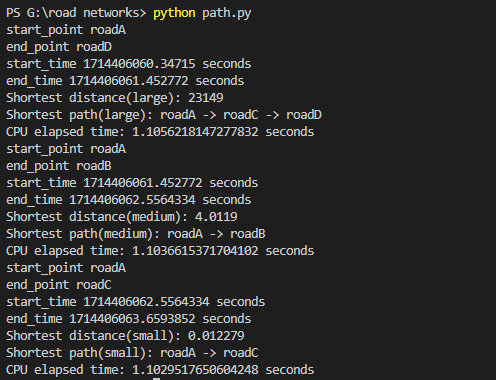 PS G:\road networks> python path.py
start_point roadA
end_point roadD
start_time 1714406060.34715 seconds
end_time 1714406061.452772 seconds
Shortest distance(large): 23149
Shortest path(large): roadA -> roadC -> roadD
CPU elapsed time: 1.1056218147277832 seconds
start_point roadA
end_point roadB
start_time 1714406061.452772 seconds
end_time 1714406062.5564334 seconds
Shortest distance(medium): 4.0119
Shortest path(medium): roadA -> roadB
CPU elapsed time: 1.1036615371704102 seconds
start_point roadA
end_point roadC
start_time 1714406062.5564334 seconds
end_time 1714406063.6593852 seconds
Shortest distance(small): 0.012279
Shortest path(small): roadA -> roadC
CPU elapsed time: 1.1029517650604248 seconds